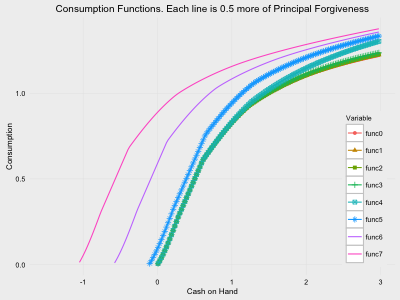 Consumption Functions. Each line is 0.5 more of Principal Forgiveness
1.0
0.5
0.0
Consumption
-1
0
1
2
3
Cash on Hand
Variable
func0
func1
func2
func3
func4
func5
func6
func7